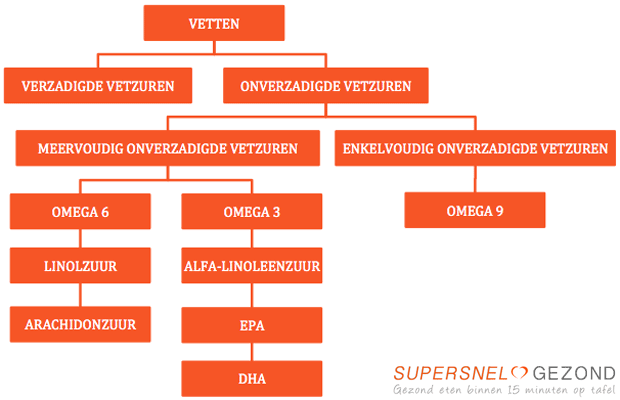 VETTEN
VERZADIGDE VETZUREN
ONVERZADIGDE VETZUREN
MEERVOUDIG ONVERZADIGDE VETZUREN
ENKELVOUDIG ONVERZADIGDE VETZUREN
OMEGA 6
OMEGA 3
OMEGA 9
LINOLZUUR
ALFA-LINOLEENZUUR
ARACHIDONZUUR
EPA
DHA
SUPERSNEL GEZOND
Gezond eten binnen 15 minuten op tafel